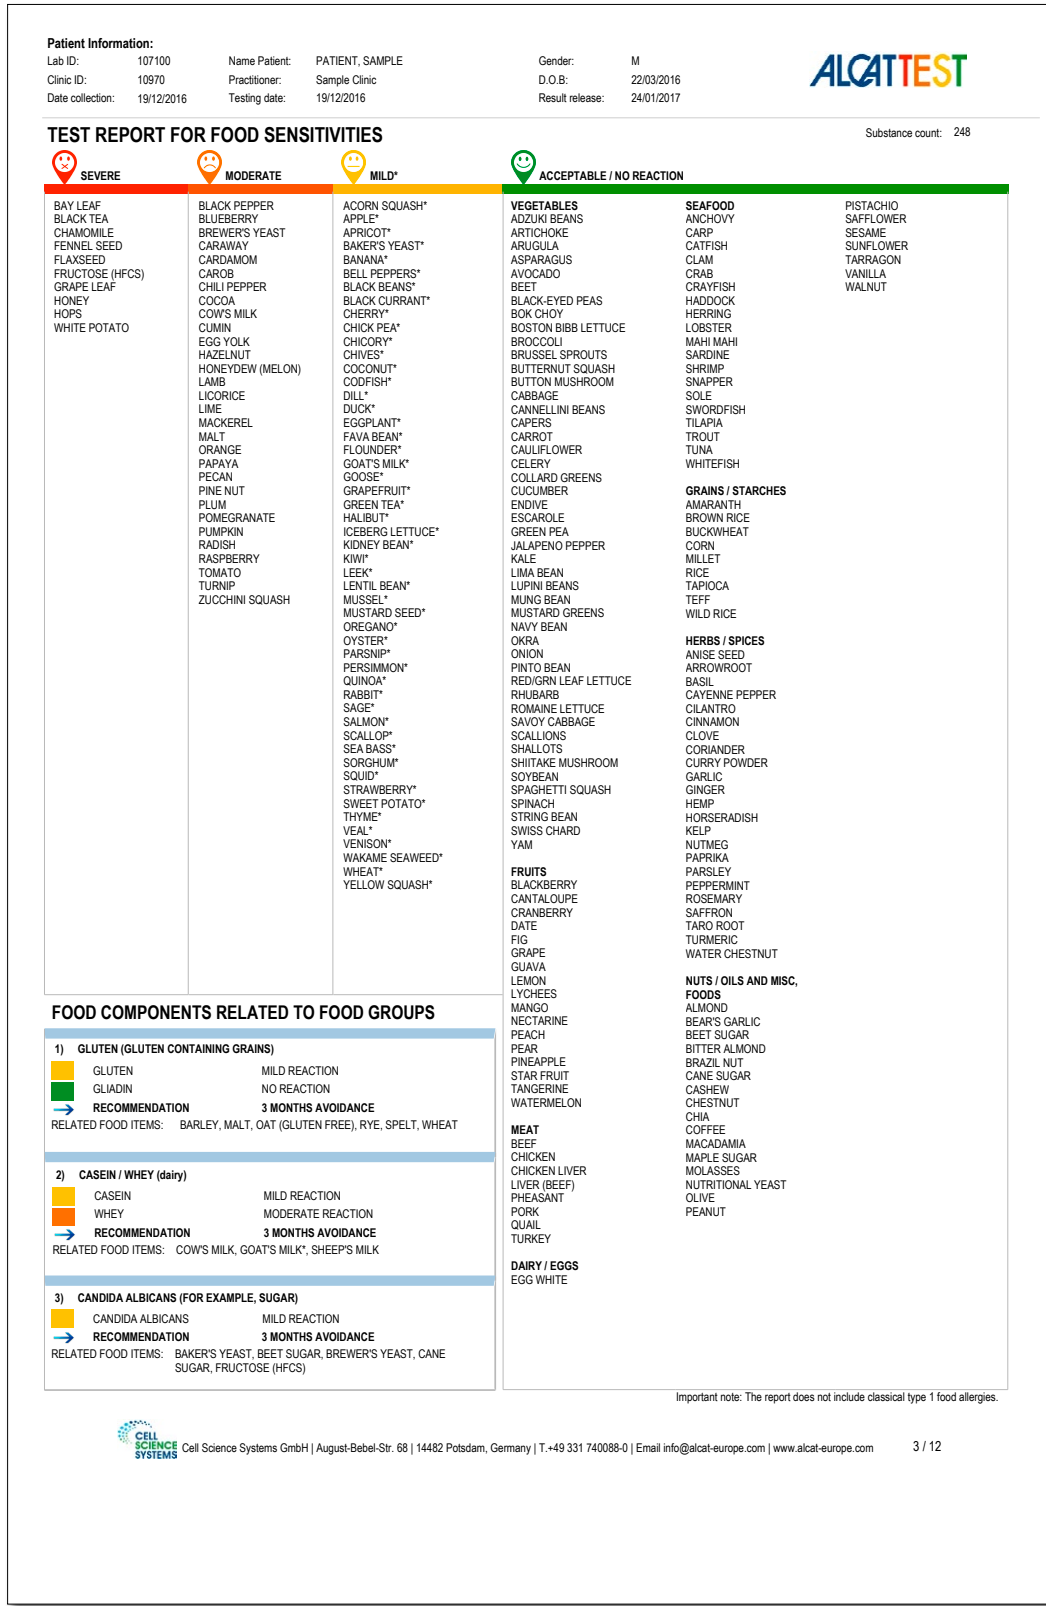 Patient Information:
Lab ID: 107100 Name Patient: PATIENT, SAMPLE Gender: M
Clinic ID: 10970 Practitioner: Sample Clinic D.O.B: 22/03/2016
Date collection: 19/12/2016 Testing date: 19/12/2016 Result release: 24/01/2017
ALCAT TEST
TEST REPORT FOR FOOD SENSITIVITIES
Substance count: 248
SEVERE
BAY LEAF
BLACK TEA
CHAMOMILE
FENNEL SEED
FLAXSEED
FRUCTOSE (HFCS)
GRAPE LEAF
HONEY
HOPS
WHITE POTATO
MODERATE
BLACK PEPPER
BLUEBERRY
BREWER'S YEAST
CARAWAY
CARDAMOM
CAROB
CHILI PEPPER
COCOA
COW'S MILK
CUMIN
EGG YOLK
HAZELNUT
HONEYDEW (MELON)
LAMB
LICORICE
LIME
MACKEREL
MALT
ORANGE
PAPAYA
PECAN
PINE NUT
PLUM
POMEGRANATE
PUMPKIN
RADISH
RASPBERRY
TOMATO
TURNIP
ZUCCHINI SQUASH
MILD*
ACORN SQUASH*
APPLE*
APRICOT*
BAKER'S YEAST*
BANANA*
BELL PEPPERS*
BLACK BEANS*
BLACK CURRANT*
CHERRY*
CHICK PEA*
CHICORY*
CHIVES*
COCONUT*
CODFISH*
DILL*
DUCK*
EGGPLANT*
FAVA BEAN*
FLOUNDER*
GOAT'S MILK*
GOOSE*
GRAPEFRUIT*
GREEN TEA*
HALIBUT*
ICEBERG LETTUCE*
KIDNEY BEAN*
KIWI*
LEEK*
LENTIL BEAN*
MUSSEL*
MUSTARD SEED*
OREGANO*
OYSTER*
PARSNIP*
PERSIMMON*
QUINOA*
RABBIT*
SAGE*
SALMON*
SCALLOP*
SEA BASS*
SORGHUM*
SQUID*
STRAWBERRY*
SWEET POTATO*
THYME*
VEAL*
VENISON*
WAKAME SEAWEED*
WHEAT*
YELLOW SQUASH*
ACCEPTABLE / NO REACTION
VEGETABLES
ADZUKI BEANS
ARTICHOKE
ARUGULA
ASPARAGUS
AVOCADO
BEET
BLACK-EYED PEAS
BOK CHOY
BOSTON BIBB LETTUCE
BROCCOLI
BRUSSEL SPROUTS
BUTTERNUT SQUASH
BUTTON MUSHROOM
CABBAGE
CANNELLINI BEANS
CAPERS
CARROT
CAULIFLOWER
CELERY
COLLARD GREENS
CUCUMBER
ENDIVE
ESCAROLE
GREEN PEA
JALAPENO PEPPER
KALE
LIMA BEAN
LUPINI BEANS
MUNG BEAN
MUSTARD GREENS
NAVY BEAN
OKRA
ONION
PINTO BEAN
RED/GRN LEAF LETTUCE
RHUBARB
ROMAINE LETTUCE
SAVOY CABBAGE
SCALLIONS
SHALLOTS
SHIITAKE MUSHROOM
SOYBEAN
SPAGHETTI SQUASH
SPINACH
STRING BEAN
SWISS CHARD
YAM
FRUITS
BLACKBERRY
CANTALOUPE
CRANBERRY
DATE
FIG
GRAPE
GUAVA
LEMON
LYCHEES
MANGO
NECTARINE
PEACH
PEAR
PINEAPPLE
STAR FRUIT
TANGERINE
WATERMELON
MEAT
BEEF
CHICKEN
CHICKEN LIVER
LIVER (BEEF)
PHEASANT
PORK
QUAIL
TURKEY
DAIRY / EGGS
EGG WHITE
SEAFOOD
ANCHOVY
CARP
CATFISH
CLAM
CRAB
CRAYFISH
HADDOCK
HERRING
LOBSTER
MAHI MAHI
SARDINE
SHRIMP
SNAPPER
SOLE
SWORDFISH
TILAPIA
TROUT
TUNA
WHITEFISH
GRAINS / STARCHES
AMARANTH
BROWN RICE
BUCKWHEAT
CORN
MILLET
RICE
TAPIOCA
TEFF
WILD RICE
HERBS / SPICES
ANISE SEED
ARROWROOT
BASIL
CAYENNE PEPPER
CILANTRO
CINNAMON
CLOVE
CORIANDER
CURRY POWDER
GARLIC
GINGER
HEMP
HORSERADISH
KELP
NUTMEG
PAPRIKA
PARSLEY
PEPPERMINT
ROSEMARY
SAFFRON
TARO ROOT
TURMERIC
WATER CHESTNUT
NUTS / OILS AND MISC,
FOODS
ALMOND
BEAR'S GARLIC
BEET SUGAR
BITTER ALMOND
BRAZIL NUT
CANE SUGAR
CASHEW
CHESTNUT
CHIA
COFFEE
MACADAMIA
MAPLE SUGAR
MOLASSES
NUTRITIONAL YEAST
OLIVE
PEANUT
PISTACHIO
SAFFLOWER
SESAME
SUNFLOWER
TARRAGON
VANILLA
WALNUT
FOOD COMPONENTS RELATED TO FOOD GROUPS
1) GLUTEN (GLUTEN CONTAINING GRAINS)
GLUTEN MILD REACTION
GLIADIN NO REACTION
RECOMMENDATION 3 MONTHS AVOIDANCE
RELATED FOOD ITEMS: BARLEY, MALT, OAT (GLUTEN FREE), RYE, SPELT, WHEAT
2) CASEIN / WHEY (dairy)
CASEIN MILD REACTION
WHEY MODERATE REACTION
RECOMMENDATION 3 MONTHS AVOIDANCE
RELATED FOOD ITEMS: COW'S MILK, GOAT'S MILK*, SHEEP'S MILK
3) CANDIDA ALBICANS (FOR EXAMPLE, SUGAR)
CANDIDA ALBICANS MILD REACTION
RECOMMENDATION 3 MONTHS AVOIDANCE
RELATED FOOD ITEMS: BAKER'S YEAST, BEET SUGAR, BREWER'S YEAST, CANE
SUGAR, FRUCTOSE (HFCS)
Important note: The report does not include classical type 1 food allergies.
CELL
SCIENCE
SYSTEMS
Cell Science Systems GmbH | August-Bebel-Str. 68 | 14482 Potsdam, Germany | T.+49 331 740088-0 | Email info@alcat-europe.com | www.alcat-europe.com 3 / 12